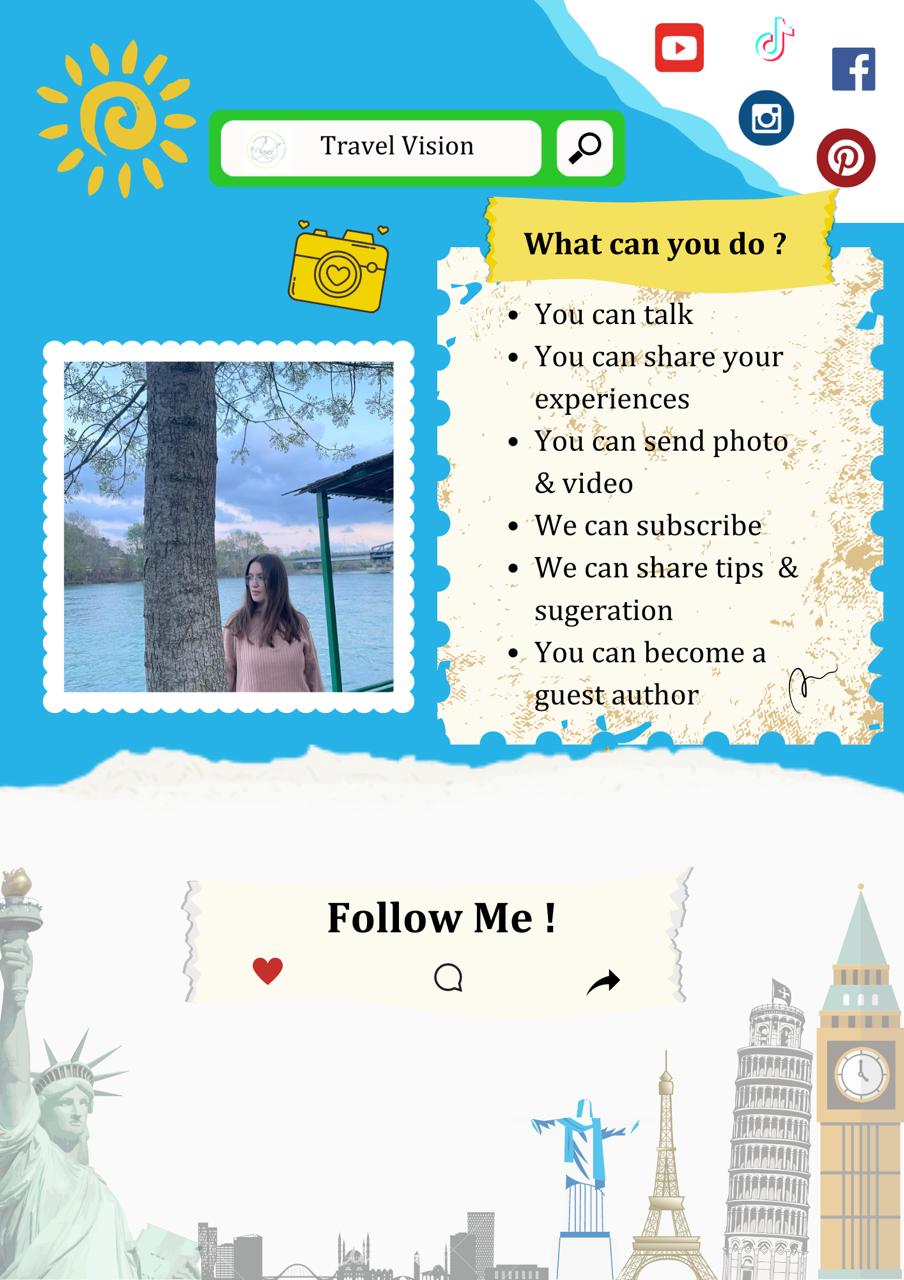 Travel Vision
What can you do ?
You can talk
You can share your
experiences
You can send photo
& video
We can subscribe
We can share tips &
sugeration
You can become a
guest author
Follow Me !